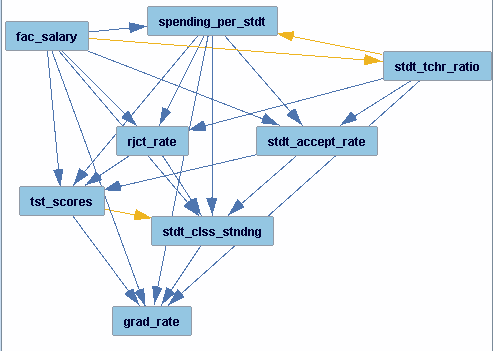 spending_per_stdt
fac_salary
stdt_tchr_ratio
rjct_rate
stdt_accept_rate
tst_scores
stdt_clss_stndng
grad_rate